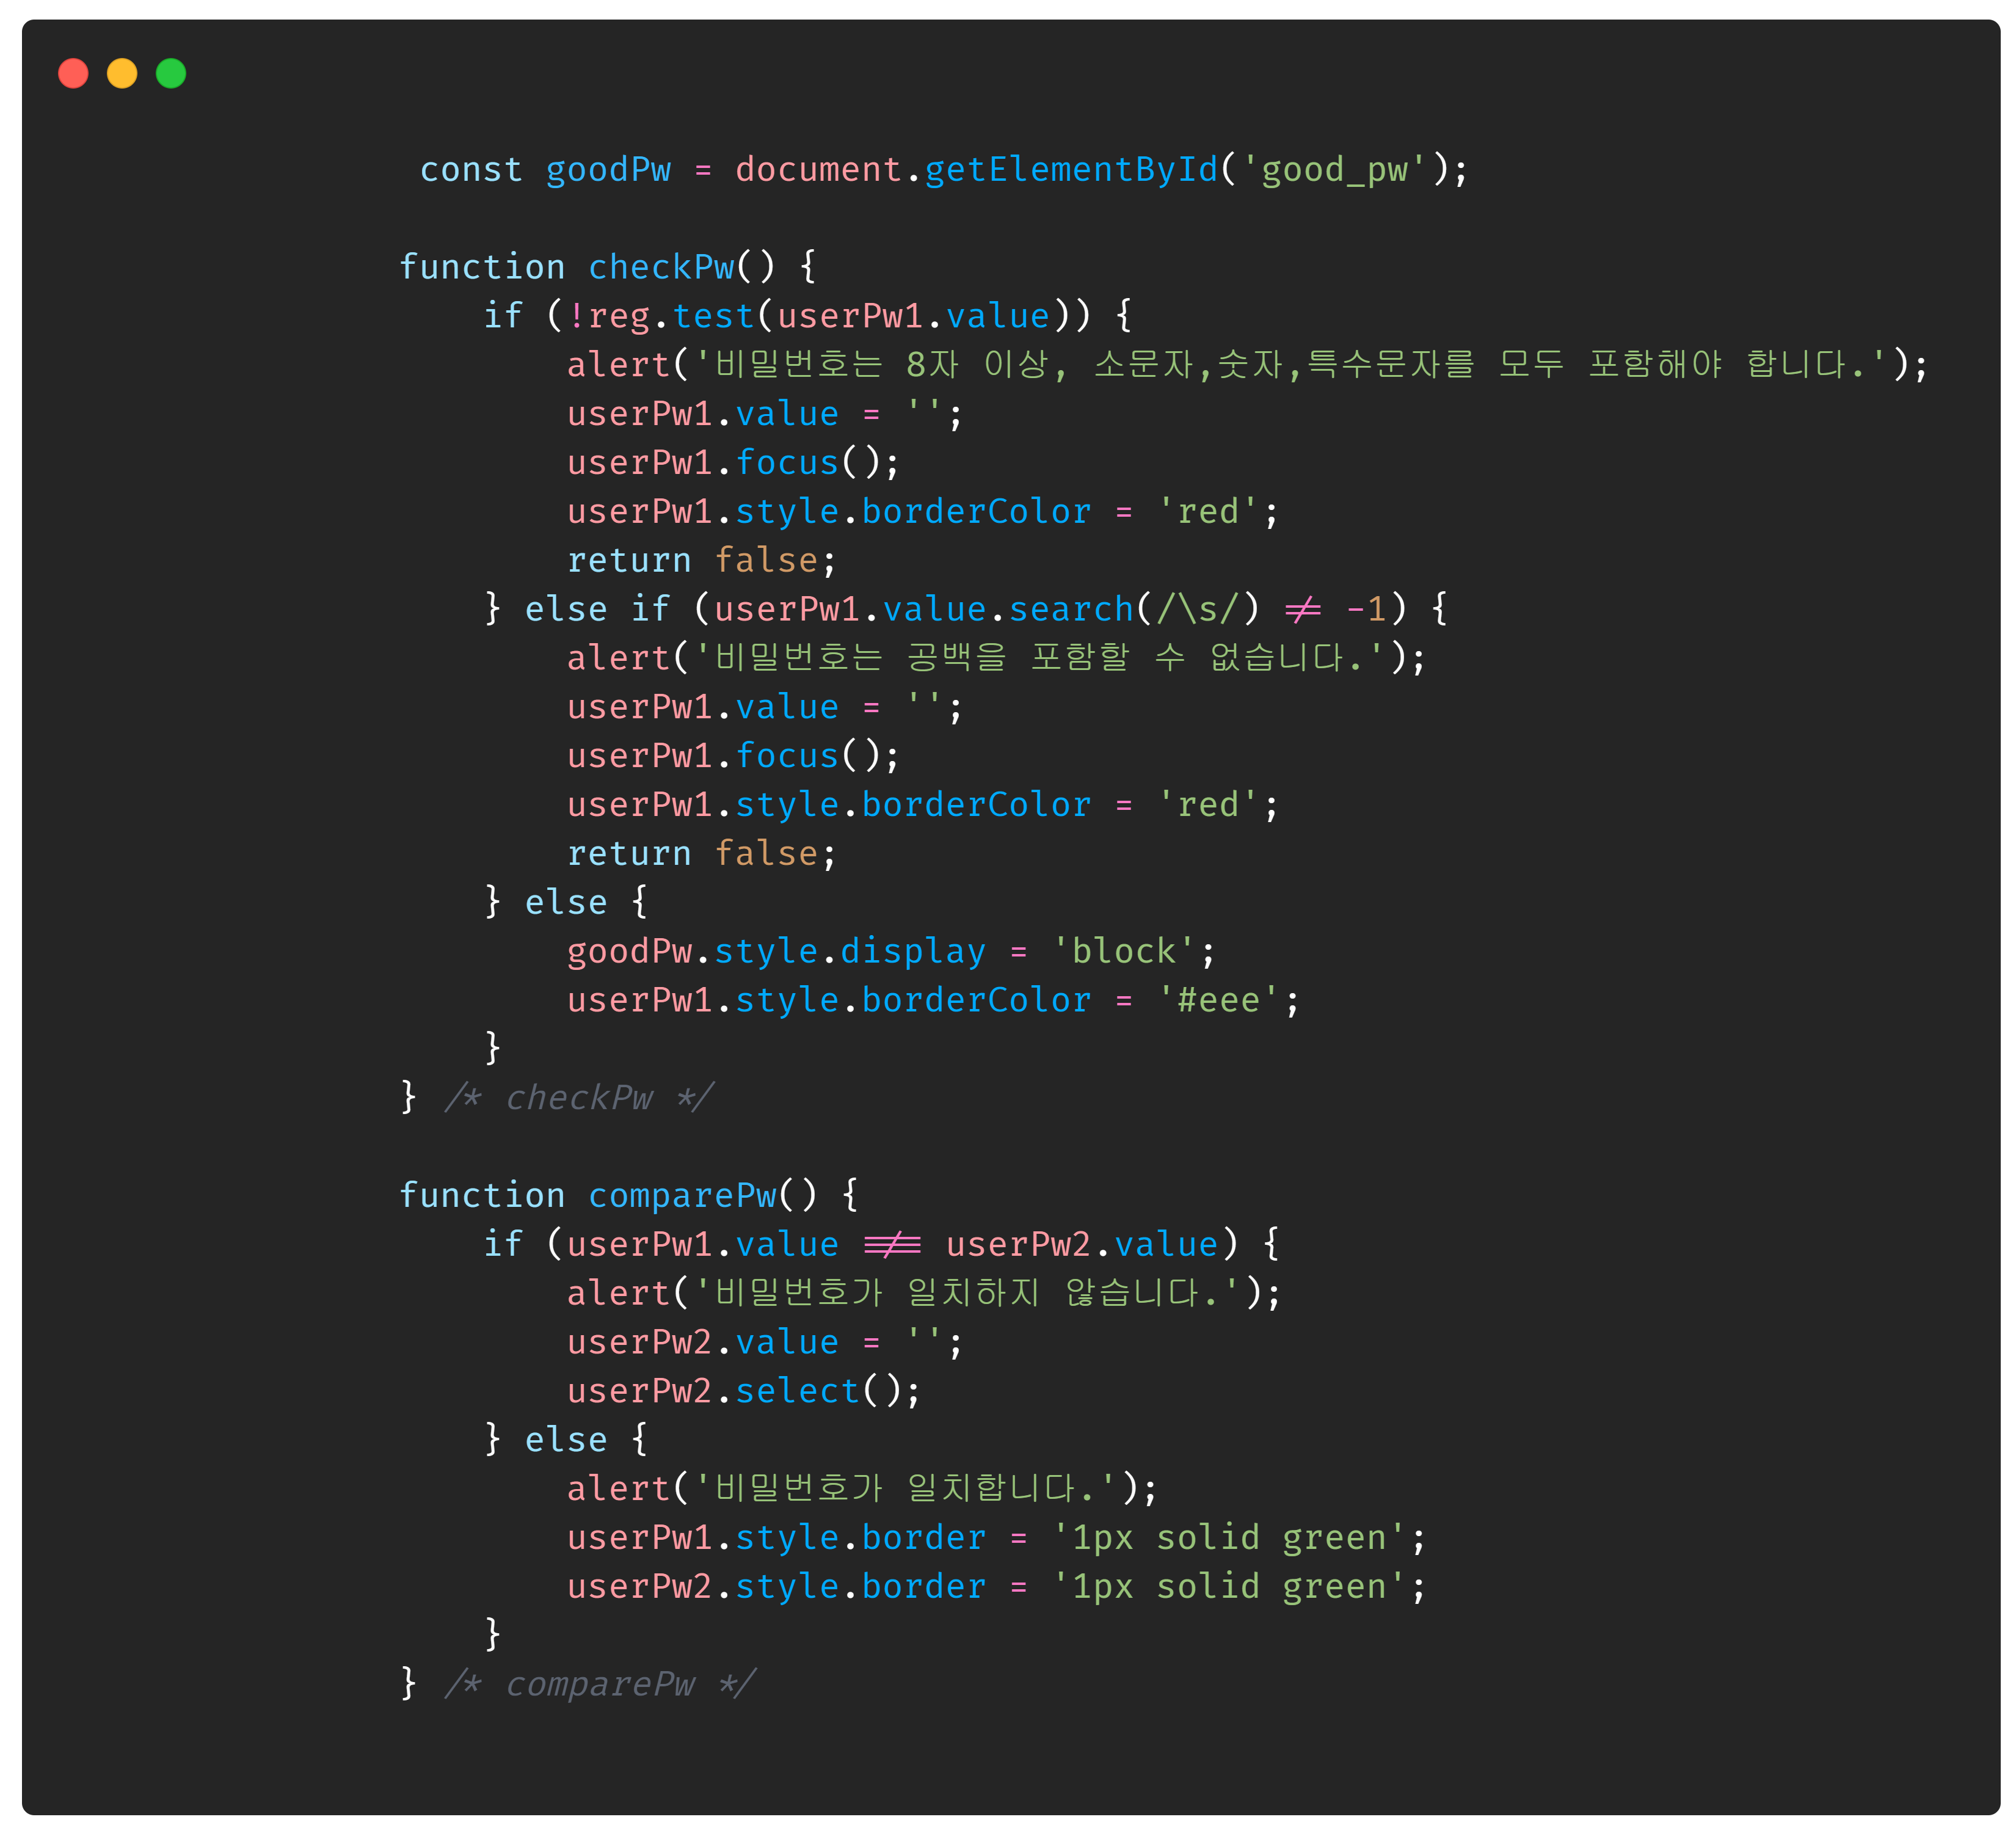 const goodPw = document.getElementById('good_pw');
function checkPw() {
if (!reg.test(userPw1.value)) {
alert('비밀번호는 8자 이상, 소문자,숫자,특수문자를 모두 포함해야 합니다.');
userPw1.value = '';
userPw1.focus();
userPw1.style.borderColor = 'red';
return false;
} else if (userPw1.value.search(/\s/) != -1) {
alert('비밀번호는 공백을 포함할 수 없습니다.');
userPw1.value = '';
userPw1.focus();
userPw1.style.borderColor = 'red';
return false;
} else {
goodPw.style.display = 'block';
userPw1.style.borderColor = '#eee';
}
} /* checkPw */
function comparePw() {
if (userPw1.value !== userPw2.value) {
alert('비밀번호가 일치하지 않습니다.');
userPw2.value = '';
userPw2.select();
} else {
alert('비밀번호가 일치합니다.');
userPw1.style.border = '1px solid green';
userPw2.style.border = '1px solid green';
}
} /* comparePw */